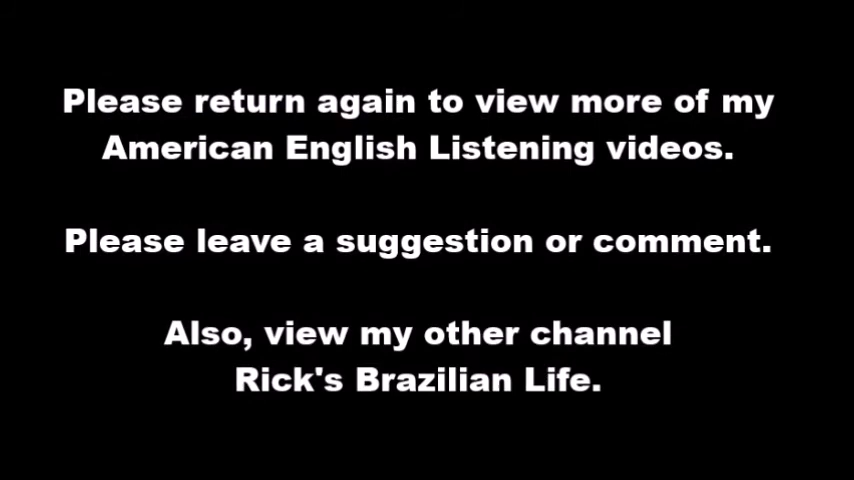 Please return again to view more of my
American English Listening videos.
Please leave a suggestion or comment.
Also, view my other channel
Rick's Brazilian Life.